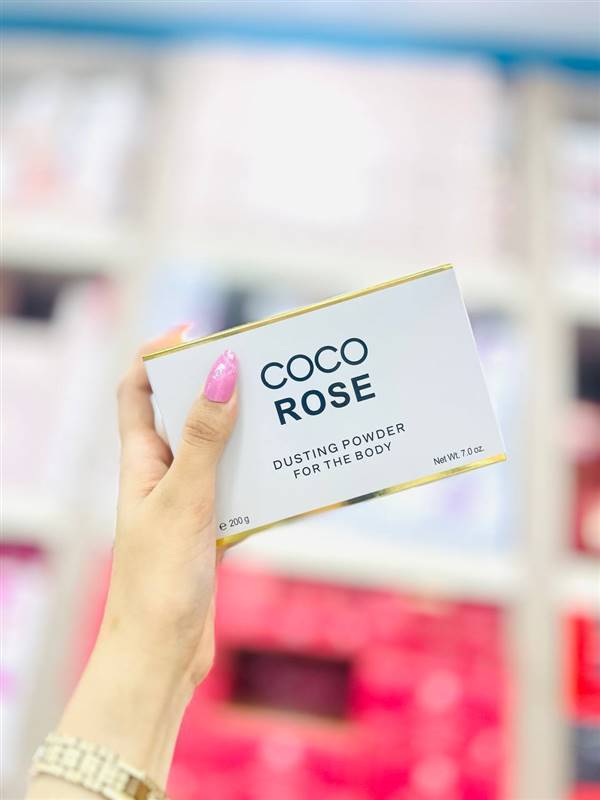 COCO
ROSE
DUSTING POWDER
FOR THE BODY
e 200 g
Net Wt. 7.0 oz.